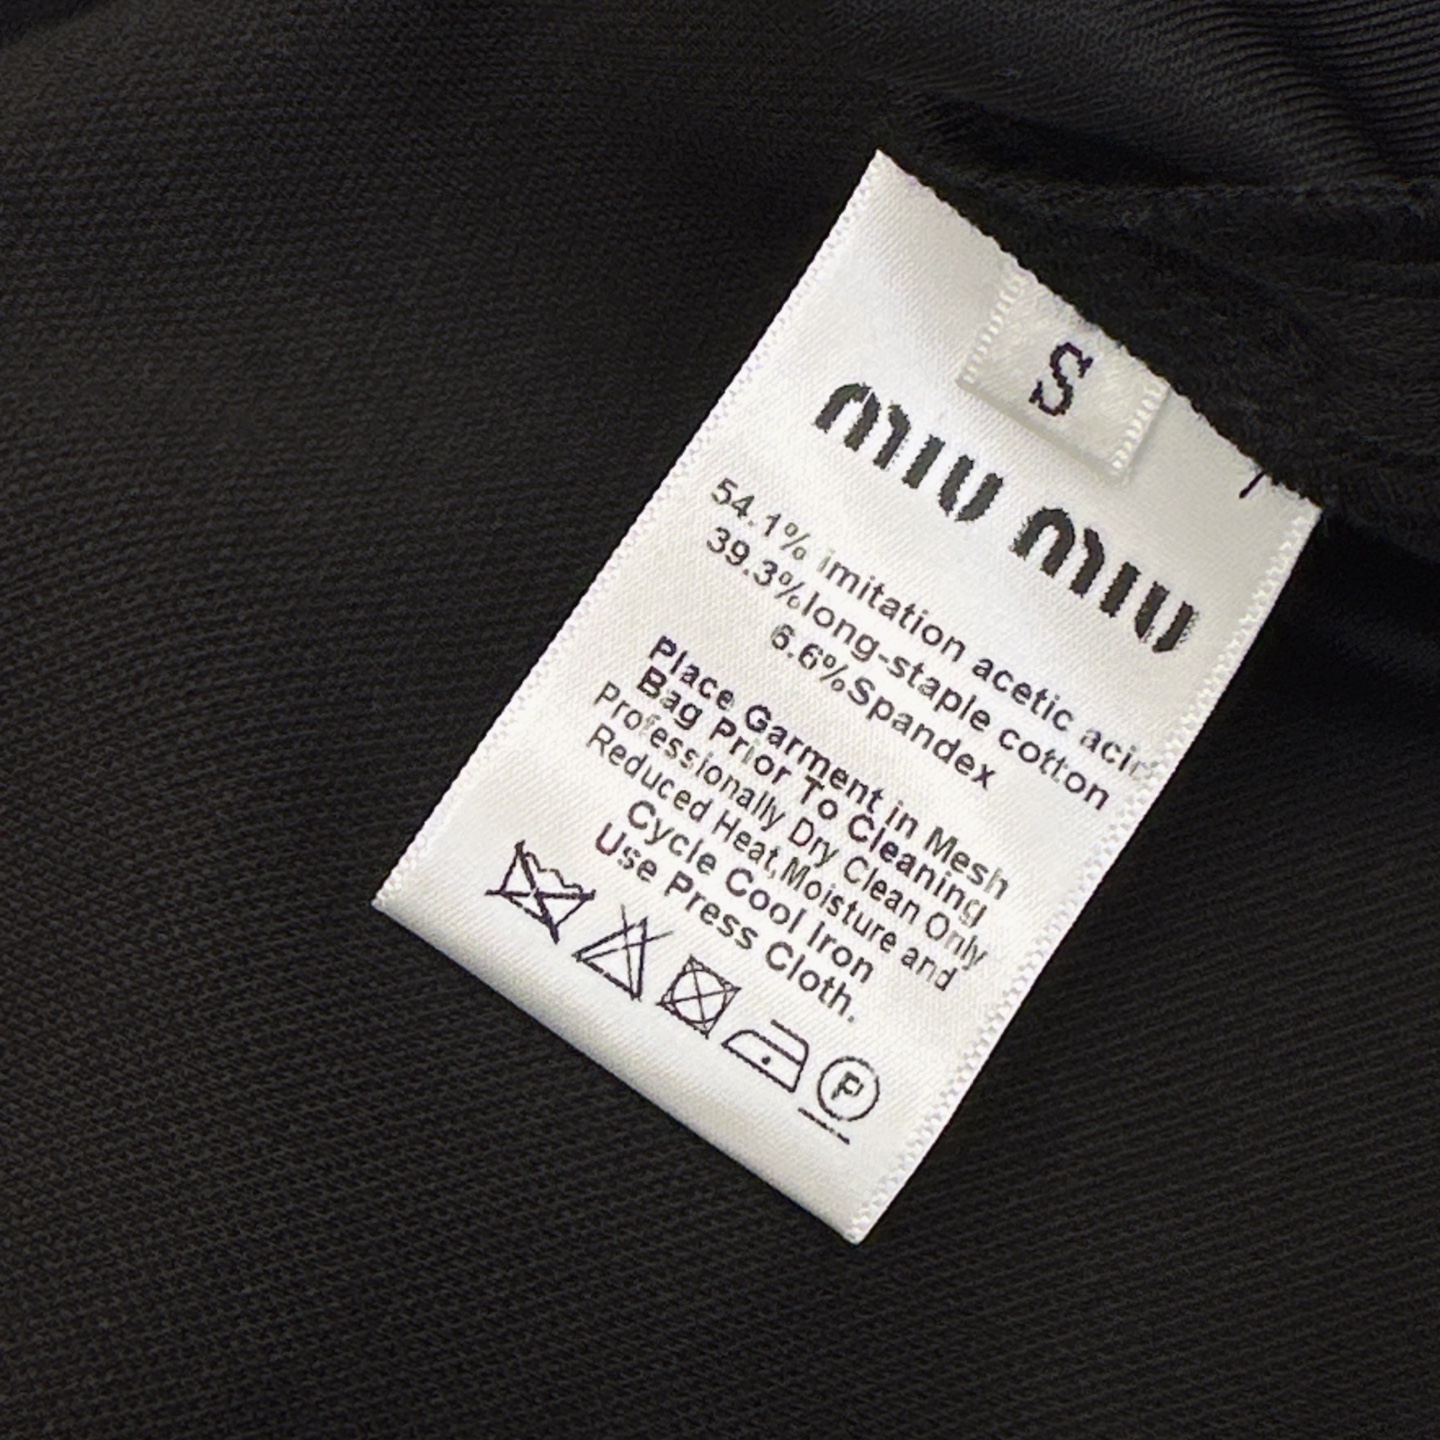 S
miu miu
54.1% imitation acetic acid
39.3%long-staple cotton
6.6%Spandex
Place Garment in Mesh
Bag Prior To Cleaning
Professionally Dry Clean Only
Reduced Heat,Moisture and
Cycle Cool Iron
Use Press Cloth.
P